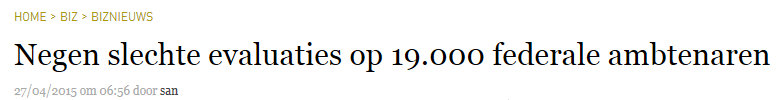 HOME > BIZ > BIZNIEUWS
Negen slechte evaluaties op 19.000 federale ambtenaren
27/04/2015 om 06:56 door san